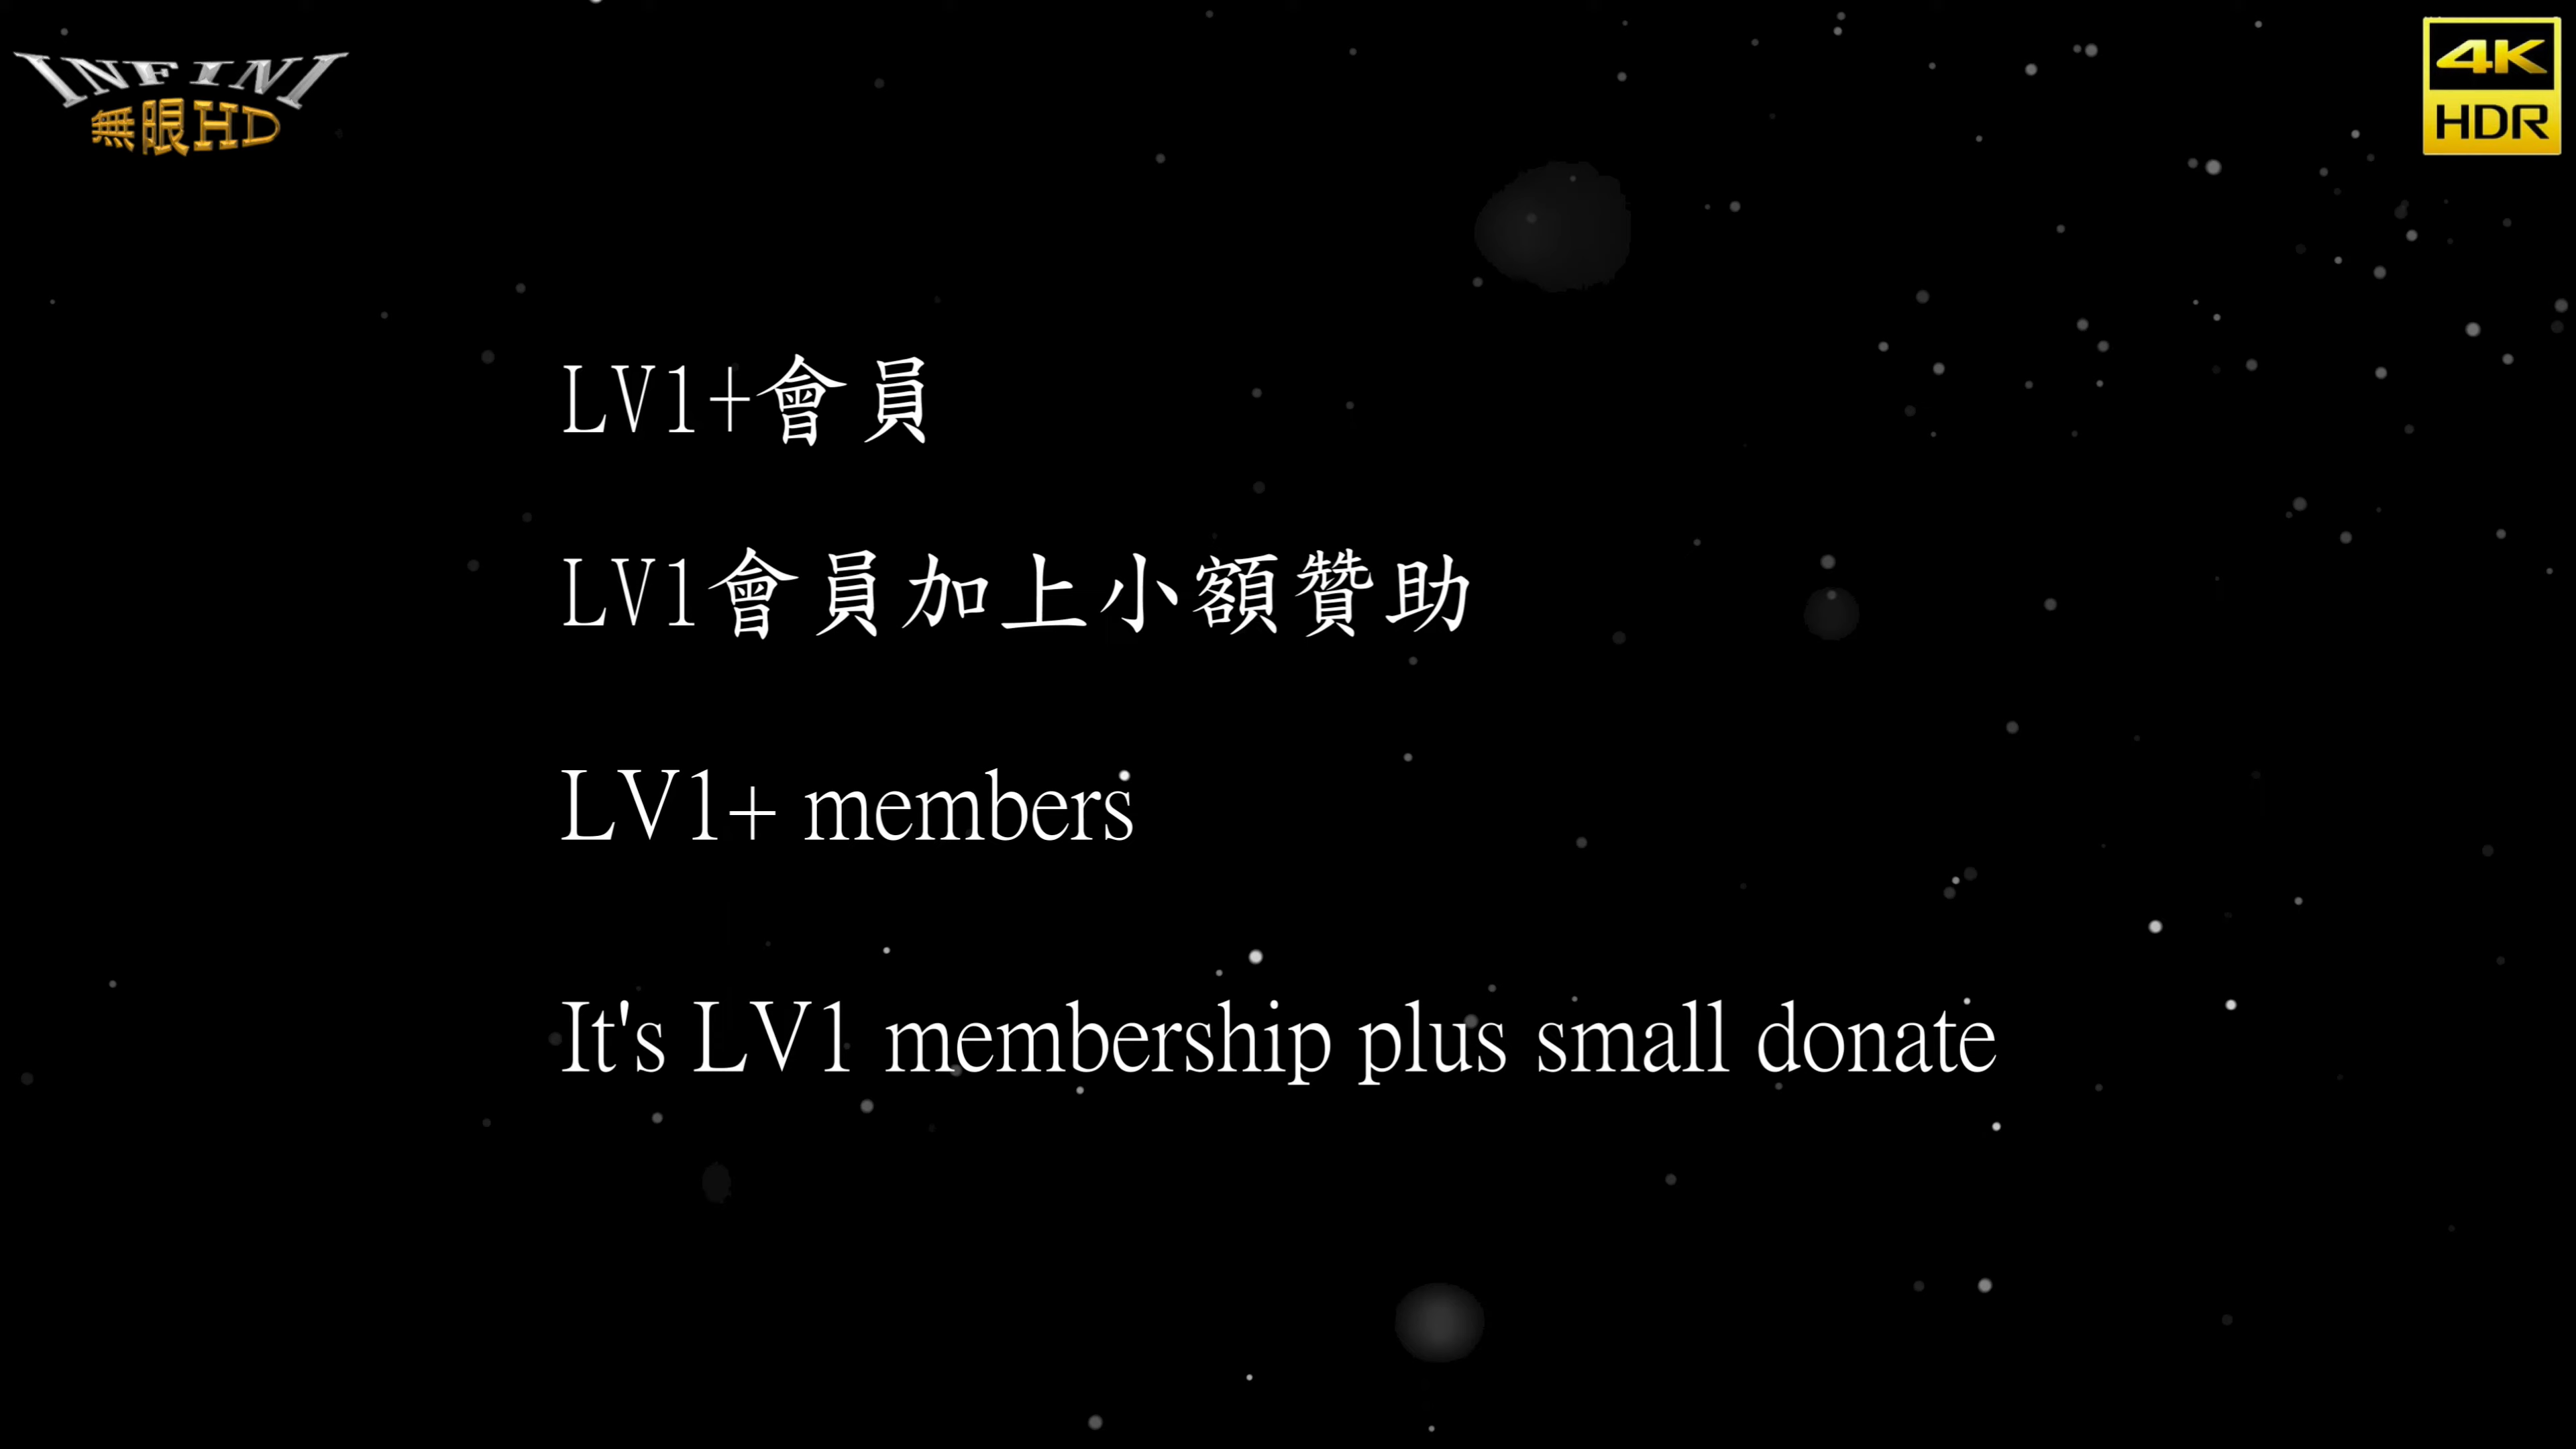 INFINI
無限HD
4K
HDR
LV1+會員
LV1會員加上小額贊助
LV1+ members
It's LV1 membership plus small donate